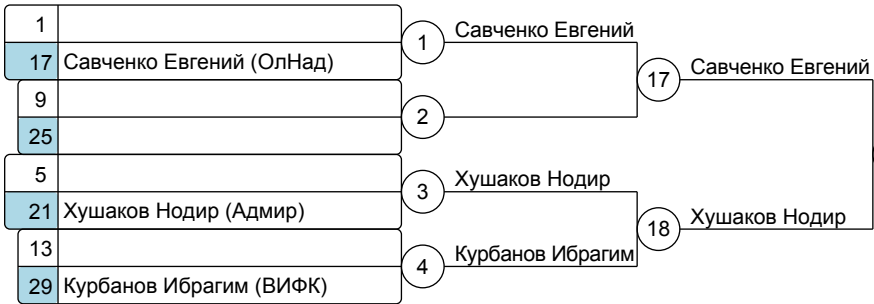 1
17 Савченко Евгений (ОлНад)
1
Савченко Евгений
9
25
2
17
Савченко Евгений
5
21 Хушаков Нодир (Адмир)
3
Хушаков Нодир
13
29 Курбанов Ибрагим (ВИФК)
4
Курбанов Ибрагим
18
Хушаков Нодир